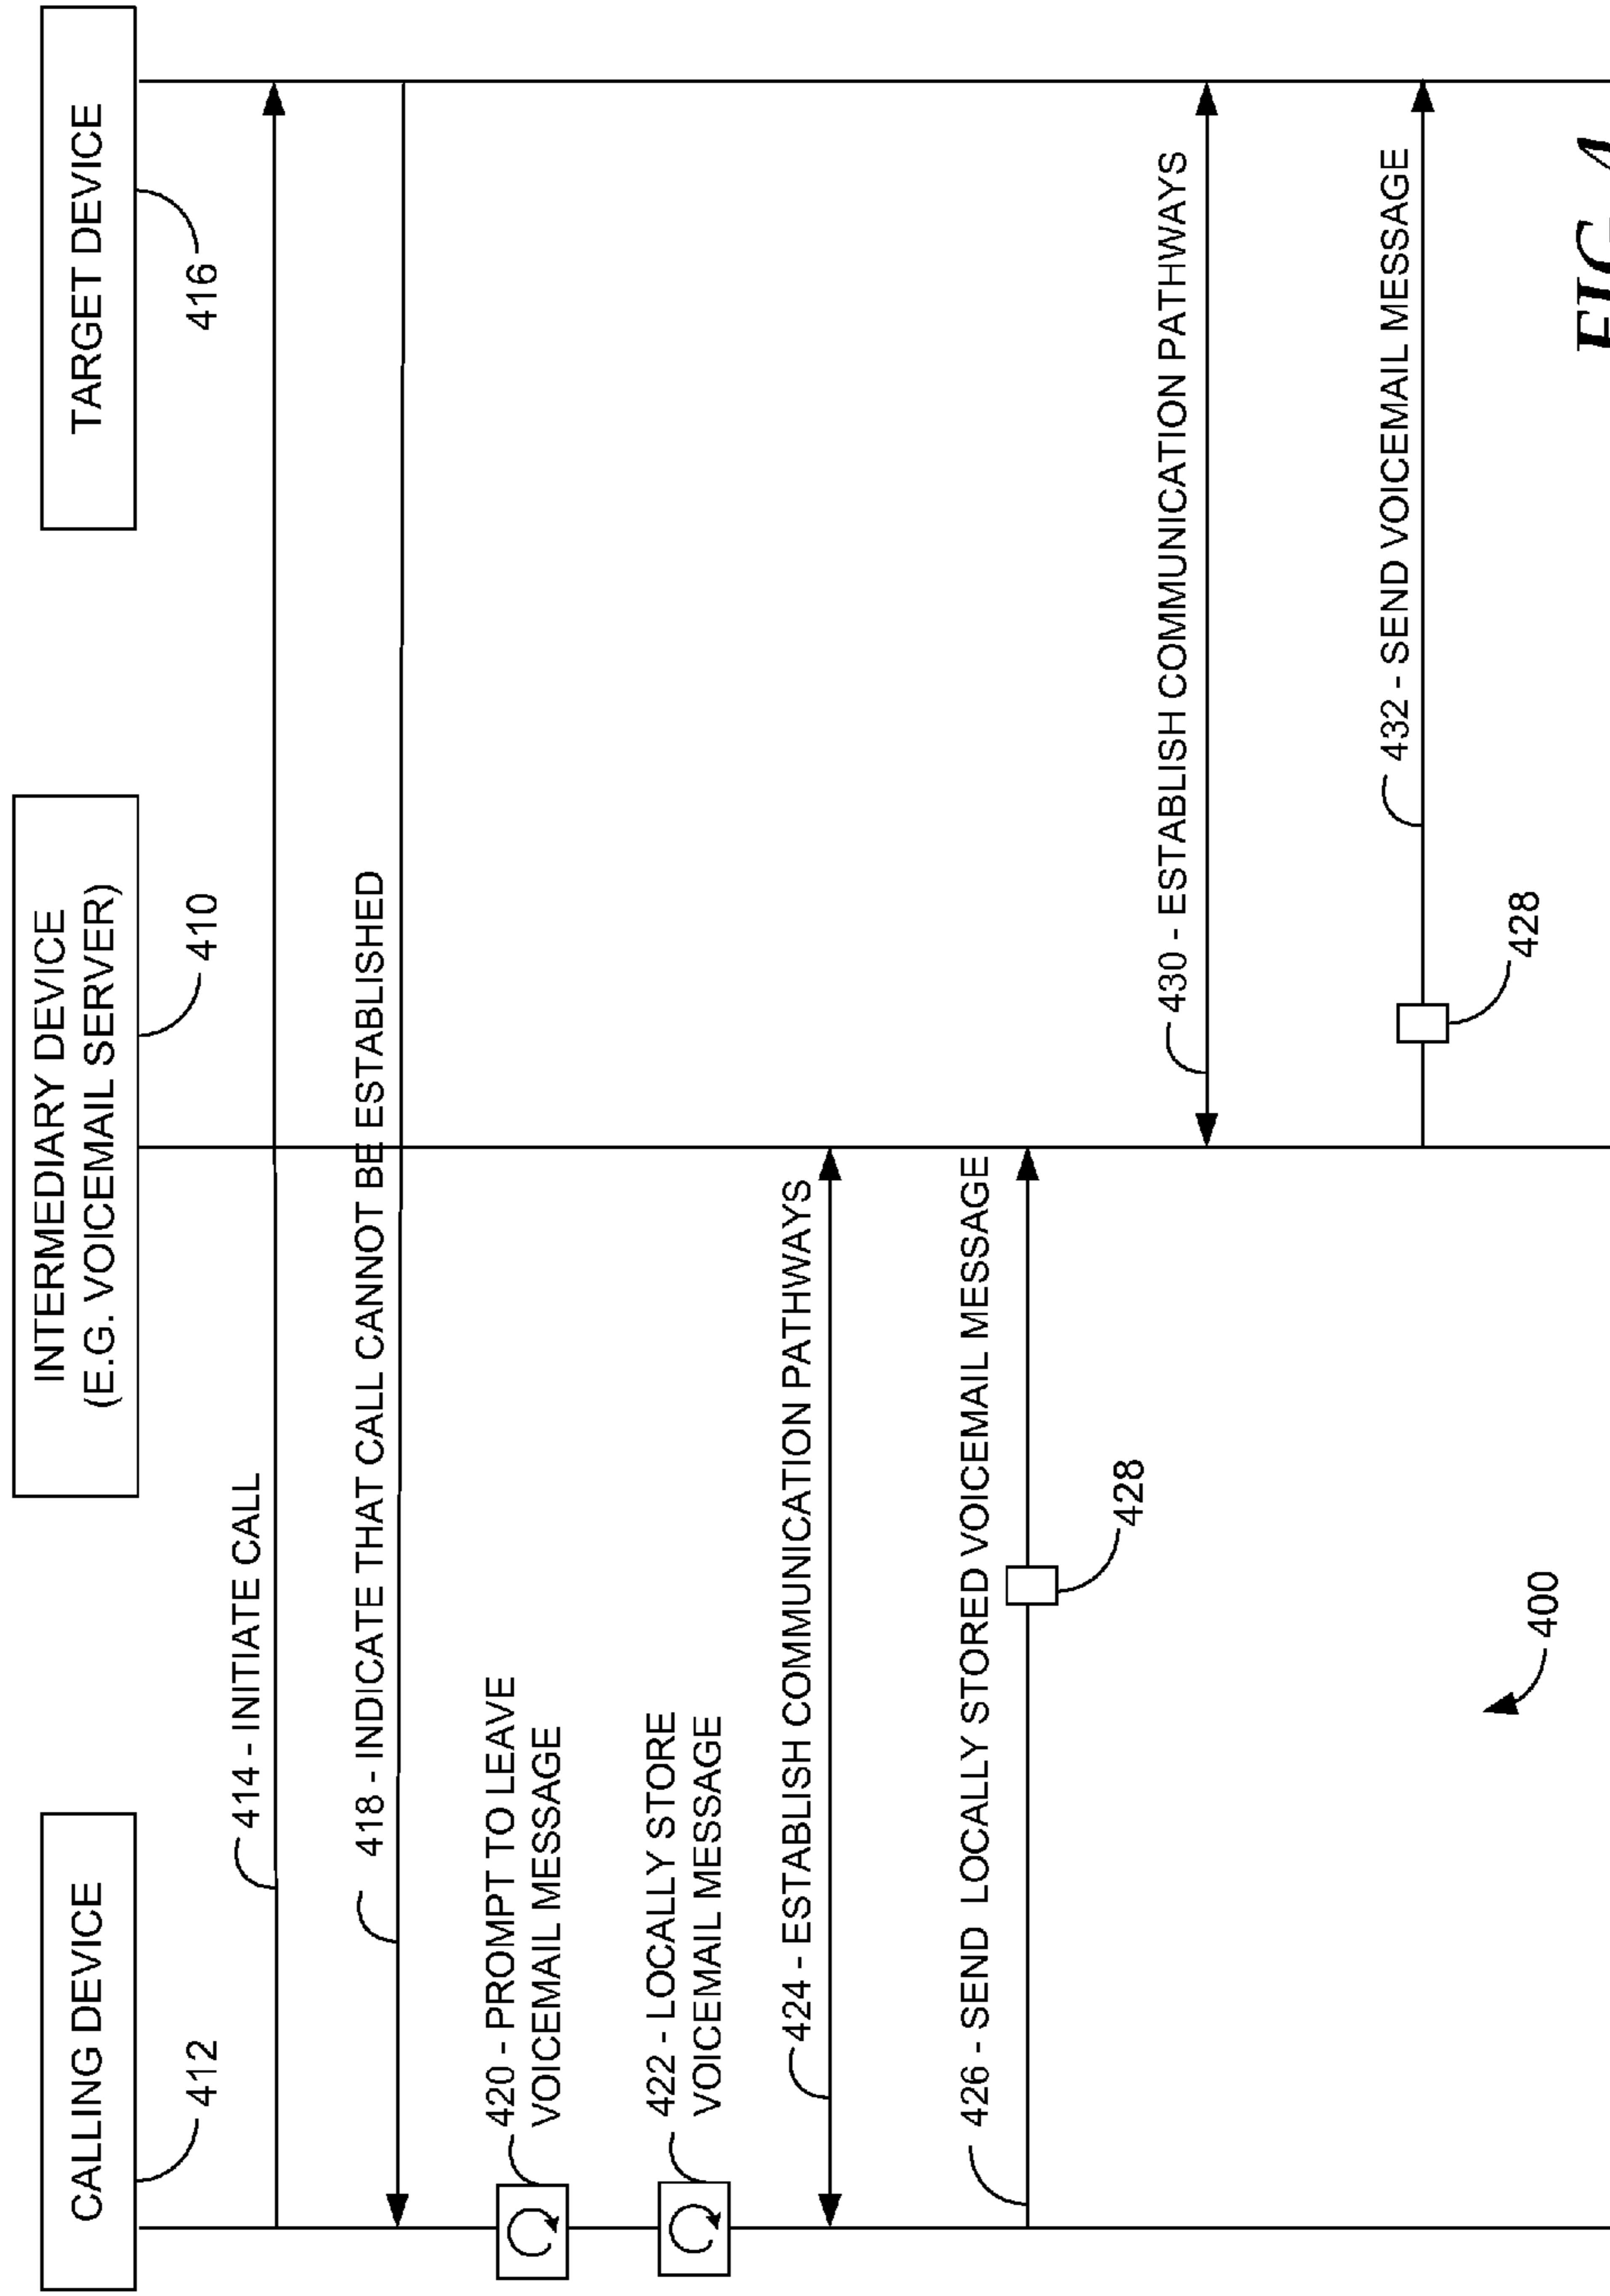 CALLING DEVICE
412
INTERMEDIARY DEVICE
(E.G. VOICEMAIL SERVER)
410
TARGET DEVICE
416
414 - INITIATE CALL
418 - INDICATE THAT CALL CANNOT BE ESTABLISHED
420 - PROMPT TO LEAVE
VOICEMAIL MESSAGE
422 - LOCALLY STORE
VOICEMAIL MESSAGE
424 - ESTABLISH COMMUNICATION PATHWAYS
426 - SEND LOCALLY STORED VOICEMAIL MESSAGE
428
430 - ESTABLISH COMMUNICATION PATHWAYS
432 - SEND VOICEMAIL MESSAGE
428
400
FIG. 4